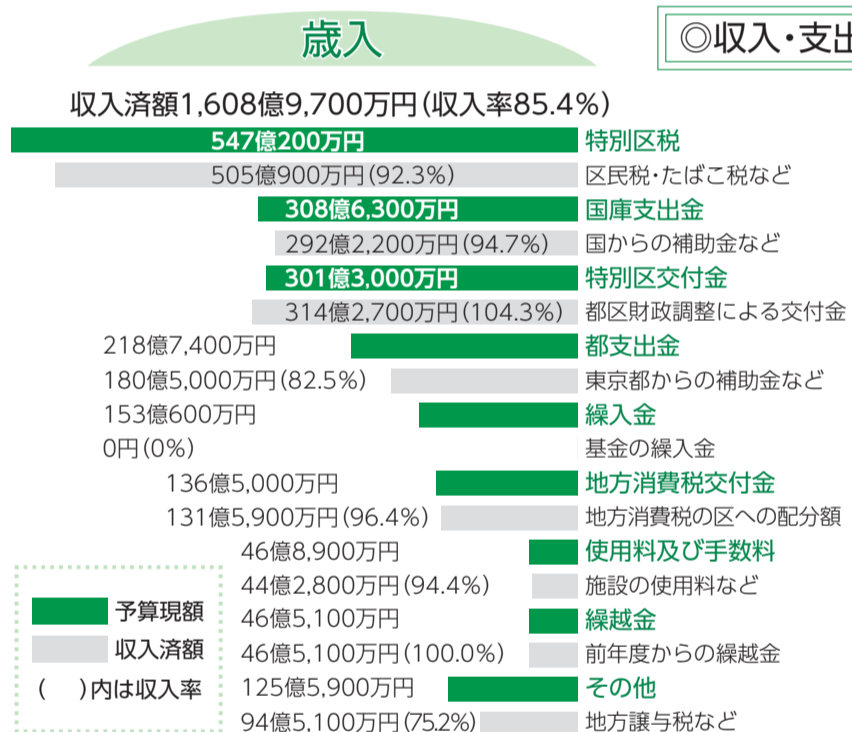 歳入
◎収入・支出
収入済額1,608億9,700万円(収入率85.4%)
547億200万円 特別区税
505億900万円(92.3%) 区民税・たばこ税など
308億6,300万円 国庫支出金
292億2,200万円(94.7%) 国からの補助金など
301億3,000万円 特別区交付金
314億2,700万円(104.3%) 都区財政調整による交付金
218億7,400万円 都支出金
180億5,000万円(82.5%) 東京都からの補助金など
153億600万円 繰入金
0円(0%) 基金の繰入金
136億5,000万円 地方消費税交付金
131億5,900万円(96.4%) 地方消費税の区への配分額
46億8,900万円 使用料及び手数料
44億2,800万円(94.4%) 施設の使用料など
46億5,100万円 繰越金
46億5,100万円(100.0%) 前年度からの繰越金
125億5,900万円 その他
94億5,100万円(75.2%) 地方譲与税など
予算現額
収入済額
(　)内は収入率